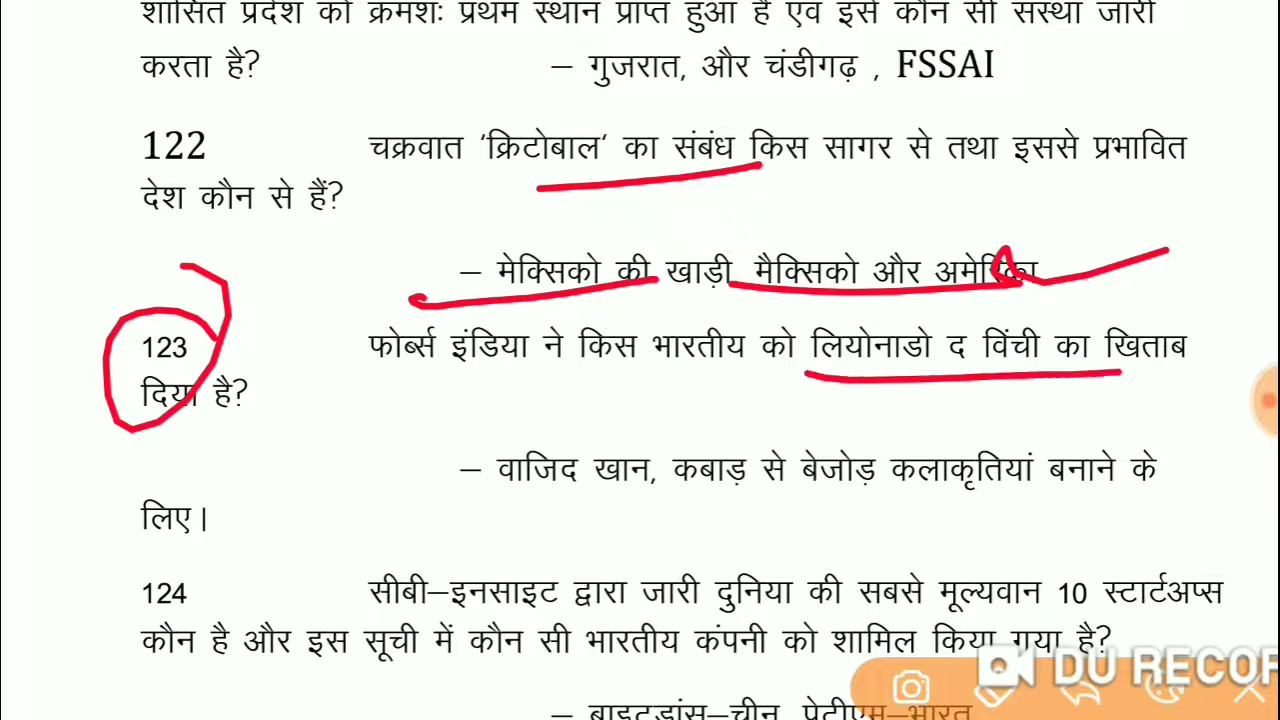 शासित प्रदेश को क्रमशः प्रथम स्थान प्राप्त हुआ है एवं इसे कौन सी संस्था जारी
करता है? – गुजरात, और चंडीगढ़ , FSSAI
122 चक्रवात ‘क्रिटोबाल’ का संबंध किस सागर से तथा इससे प्रभावित
देश कौन से हैं?
– मेक्सिको की खाड़ी, मैक्सिको और अमेरिका
123 फोर्ब्स इंडिया ने किस भारतीय को लियोनाडो द विंची का खिताब
दिया है?
– वाजिद खान, कबाड़ से बेजोड़ कलाकृतियां बनाने के
लिए।
124 सीबी–इनसाइट द्वारा जारी दुनिया की सबसे मूल्यवान 10 स्टार्टअप्स
कौन है और इस सूची में कौन सी भारतीय कंपनी को शामिल किया गया है?
DU RECOR
– बाइटडांस–चीन, पेटीएम–भारत